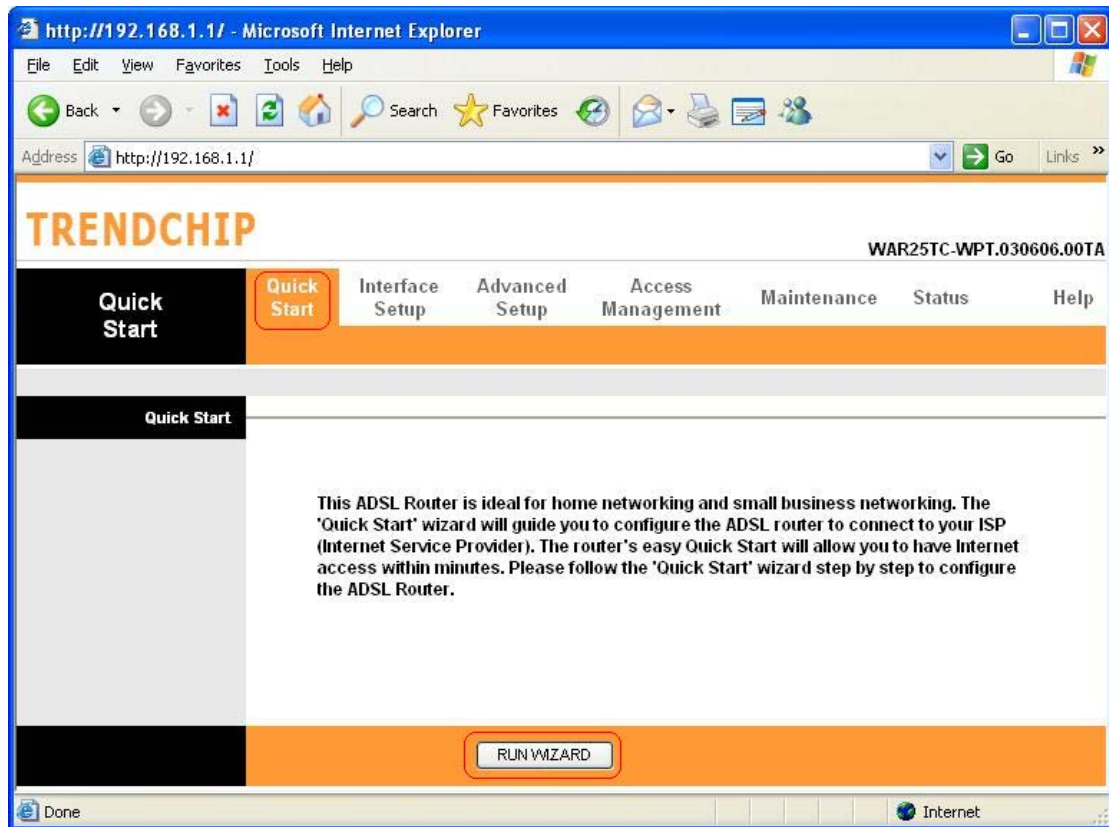 http://192.168.1.1/ - Microsoft Internet Explorer
File Edit View Favorites Tools Help
Back Search Favorites
Address http://192.168.1.1/ Go Links »
TRENDCHIP
WAR25TC-WPT.030606.00TA
Quick
Start
Quick
Start
Interface
Setup
Advanced
Setup
Access
Management
Maintenance
Status
Help
Quick Start
This ADSL Router is ideal for home networking and small business networking. The
'Quick Start' wizard will guide you to configure the ADSL router to connect to your ISP
(Internet Service Provider). The router's easy Quick Start will allow you to have Internet
access within minutes. Please follow the 'Quick Start' wizard step by step to configure
the ADSL Router.
RUN WIZARD
Done Internet